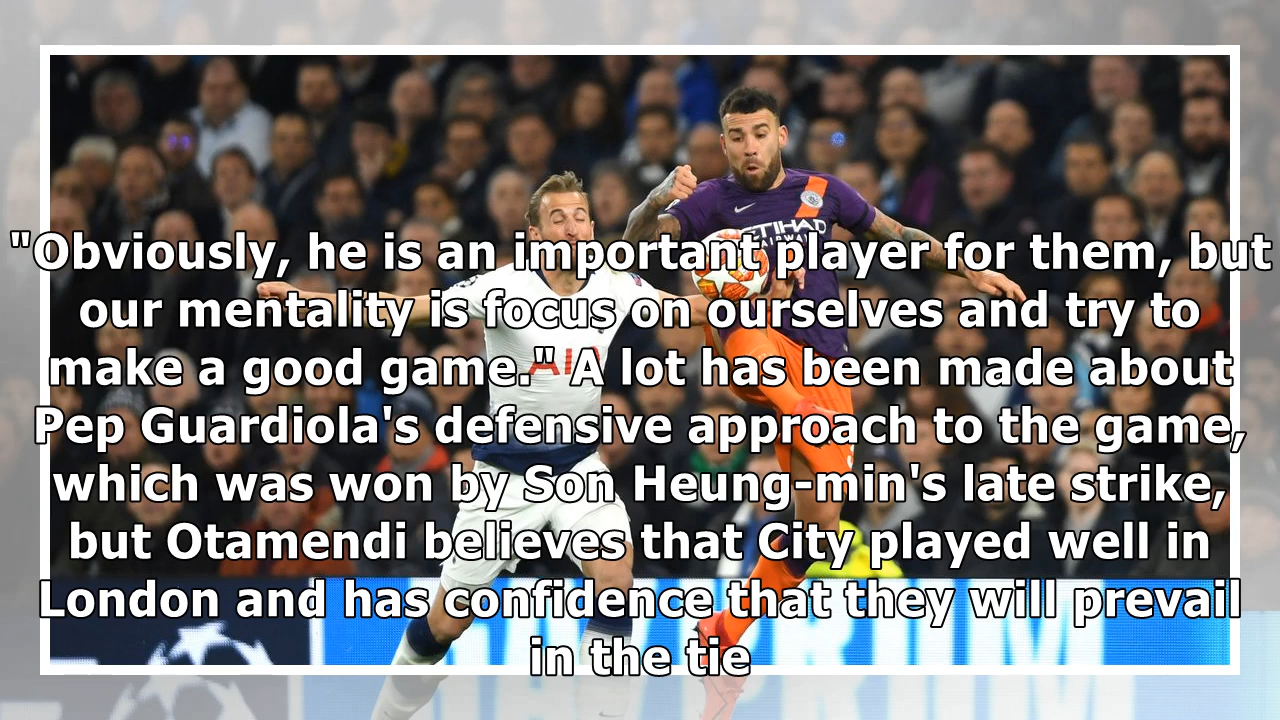 "Obviously, he is an important player for them, but
our mentality is focus on ourselves and try to
make a good game." A lot has been made about
Pep Guardiola's defensive approach to the game,
which was won by Son Heung-min's late strike,
but Otamendi believes that City played well in
London and has confidence that they will prevail
in the tie
ETIHAD
AIRWAYS
AIA